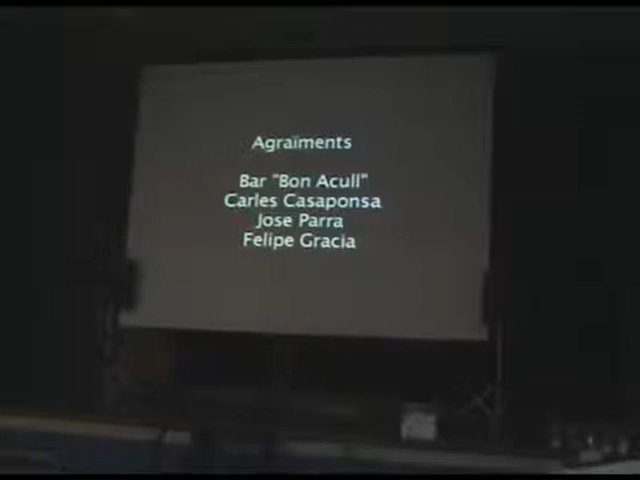 Agraïments
Bar "Bon Acull"
Carles Casaponsa
Jose Parra
Felipe Gracia